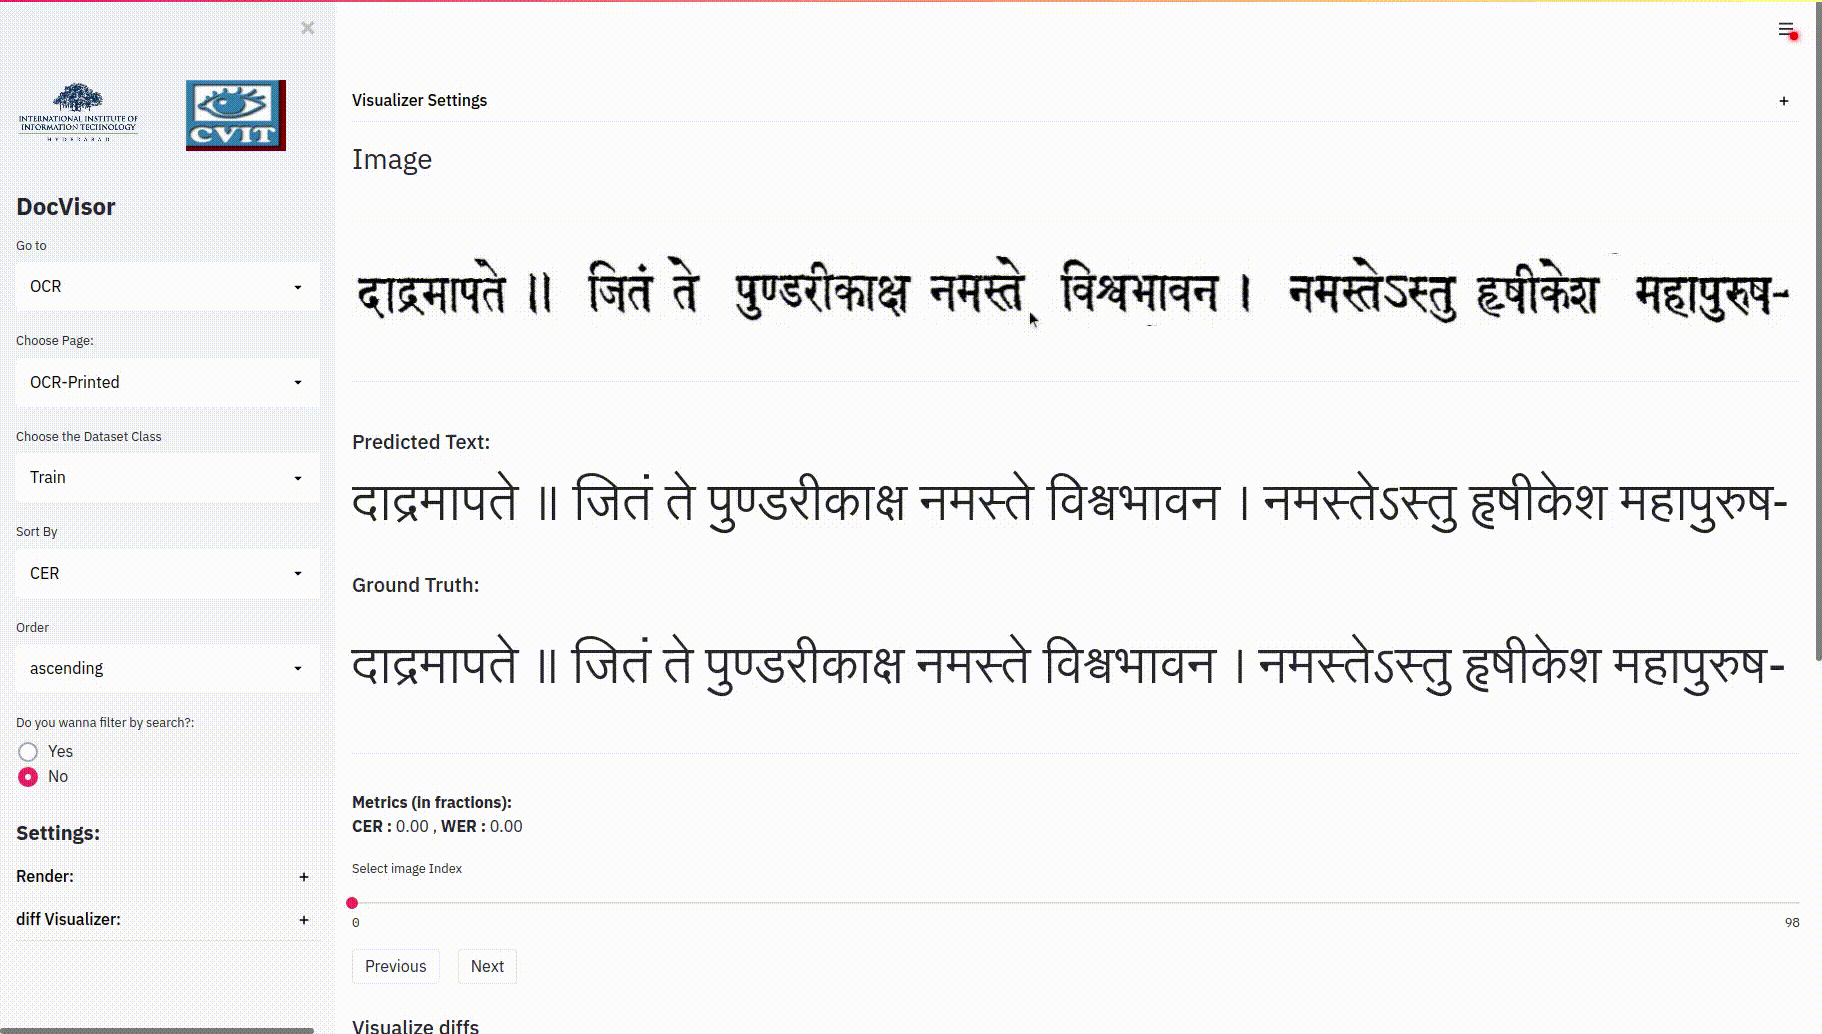 INTERNATIONAL INSTITUTE OF
INFORMATION TECHNOLOGY
HYDERABAD
CVIT
DocVisor
Go to
OCR
Choose Page:
OCR-Printed
Choose the Dataset Class
Train
Sort By
CER
Order
ascending
Do you wanna filter by search?:
Yes
No
Settings:
Render:
diff Visualizer:
Visualizer Settings
Image
दाद्रमापते ॥ जितं ते पुण्डरीकाक्ष नमस्ते विश्वभावन । नमस्तेऽस्तु हृषीकेश महापुरुष-
Predicted Text:
दाद्रमापते ॥ जितं ते पुण्डरीकाक्ष नमस्ते विश्वभावन । नमस्तेऽस्तु हृषीकेश महापुरुष-
Ground Truth:
दाद्रमापते ॥ जितं ते पुण्डरीकाक्ष नमस्ते विश्वभावन । नमस्तेऽस्तु हृषीकेश महापुरुष-
Metrics (in fractions):
CER : 0.00 , WER : 0.00
Select image Index
0 98
Previous Next
Visualize diffs